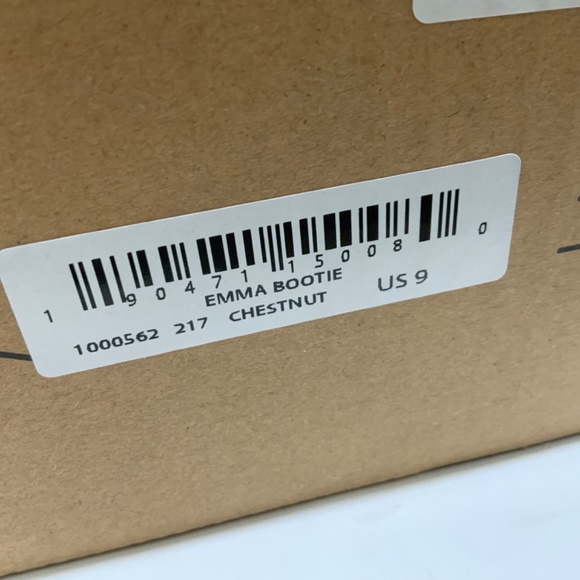 1 90471 15008 0
EMMA BOOTIE
1000562 217 CHESTNUT US 9